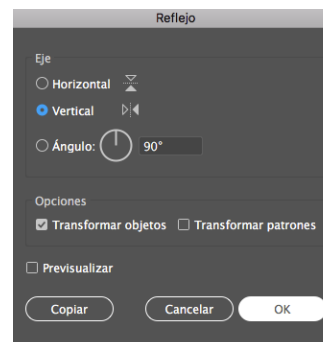 Reflejo
Eje
Horizontal
Vertical
Ángulo: 90°
Opciones
Transformar objetos Transformar patrones
Previsualizar
Copiar Cancelar OK